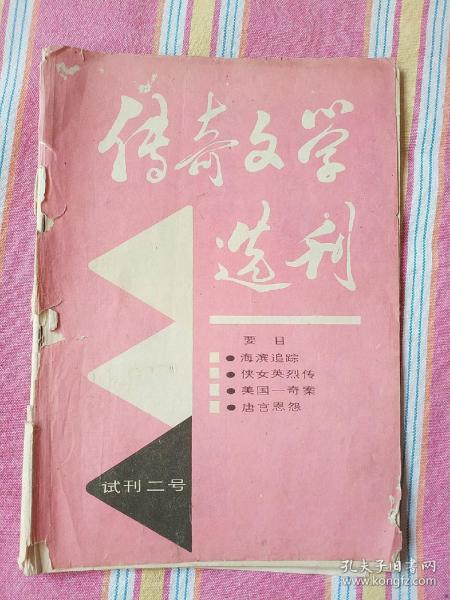 传奇文学
选刊
要目
●海滨追踪
●侠女英烈传
●美国一奇案
●唐宫恩怨
试刊二号
孔夫子旧书网
www.kongfz.com